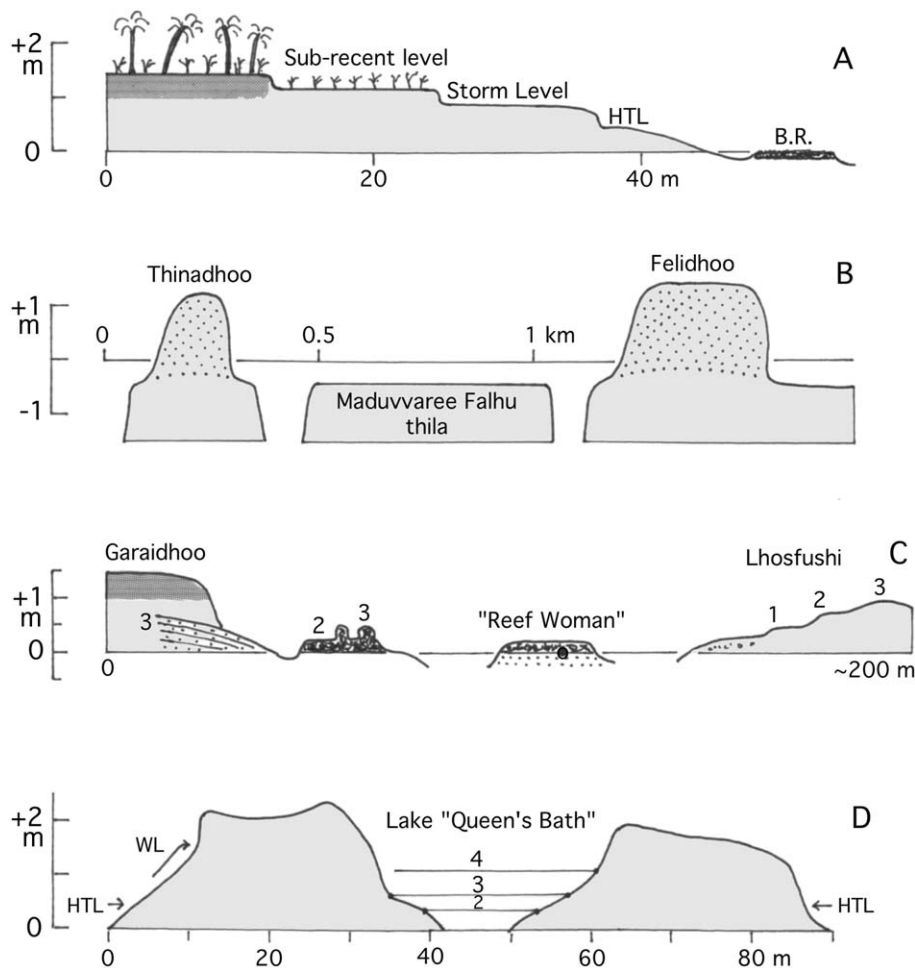 A
+2
m
0
Sub-recent level
Storm Level
HTL
B.R.
0
20
40 m
B
Thinadhoo
Felidhoo
+1
m
-1
0
0.5
1 km
Maduvvaree Falhu
thila
C
Garaidhoo
Lhosfushi
+1
m
0
3
2
3
"Reef Woman"
1
2
3
0
~200 m
D
+2
m
0
Lake "Queen's Bath"
WL
HTL
4
3
2
HTL
0
20
40
60
80 m